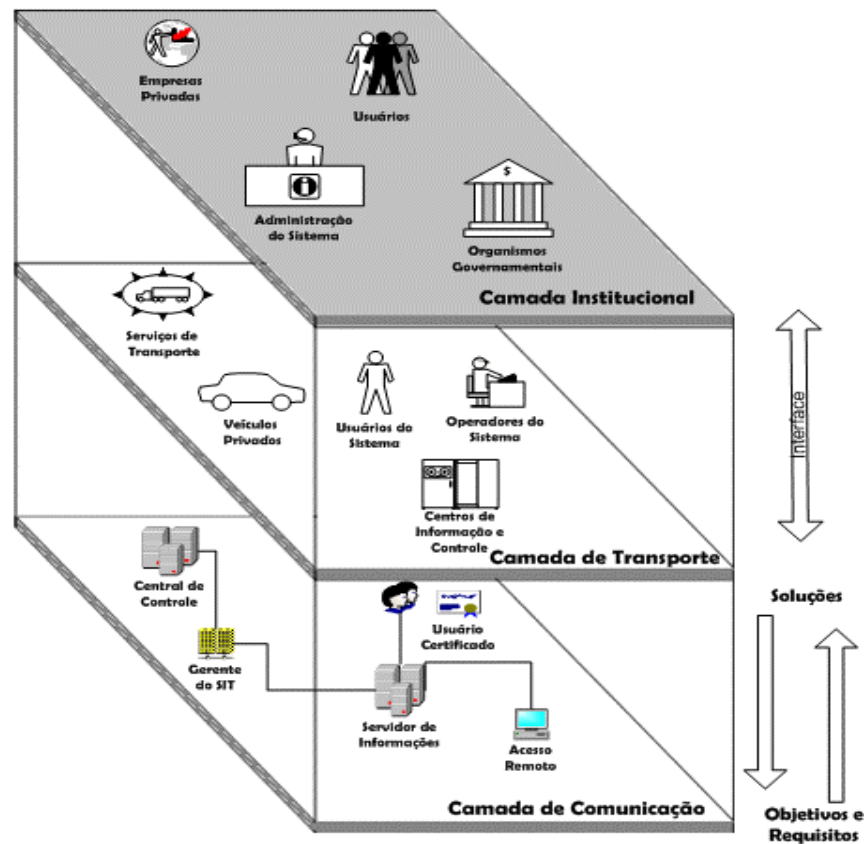 Empresas
Privadas
Usuários
Administração
do Sistema
$
Organismos
Governamentais
Camada Institucional
Serviços de
Transporte
Veículos
Privados
Usuários do
Sistema
Operadores do
Sistema
Centros de
Informação e
Controle
Camada de Transporte
Interface
Central de
Controle
Gerente
do SIT
Usuário
Certificado
Servidor de
Informações
Acesso
Remoto
Camada de Comunicação
Soluções
Objetivos e
Requisitos